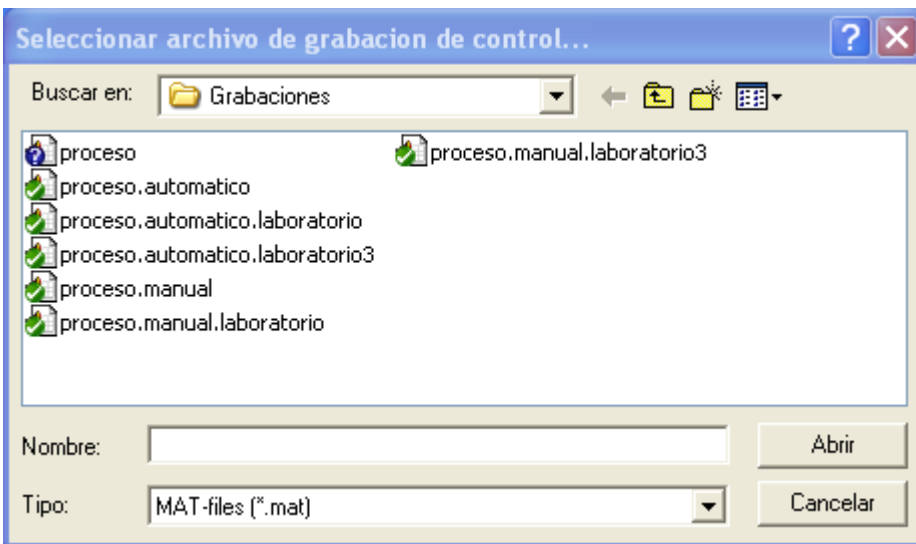 Seleccionar archivo de grabacion de control...
Buscar en: Grabaciones
proceso
proceso.automatico
proceso.automatico.laboratorio
proceso.automatico.laboratorio3
proceso.manual
proceso.manual.laboratorio
proceso.manual.laboratorio3
Nombre: Abrir
Tipo: MAT-files (*.mat) Cancelar